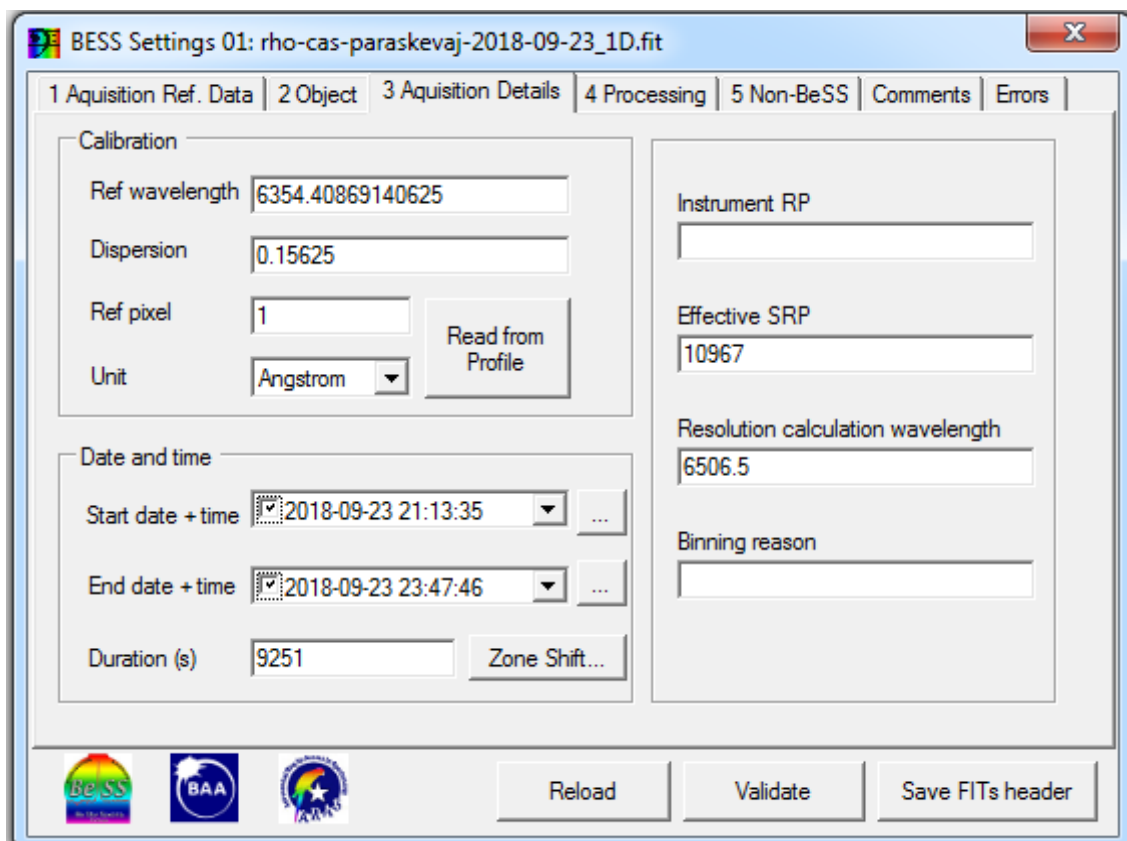 BESS Settings 01: rho-cas-paraskevaj-2018-09-23_1D.fit
1 Aquisition Ref. Data 2 Object 3 Aquisition Details 4 Processing 5 Non-BeSS Comments Errors
Calibration
Ref wavelength 6354.40869140625
Dispersion 0.15625
Ref pixel 1
Unit Angstrom
Read from
Profile
Date and time
Start date + time 2018-09-23 21:13:35 ...
End date + time 2018-09-23 23:47:46 ...
Duration (s) 9251 Zone Shift...
Instrument RP
Effective SRP
10967
Resolution calculation wavelength
6506.5
Binning reason
Be SS
BAA
ARAS
Reload Validate Save FITs header